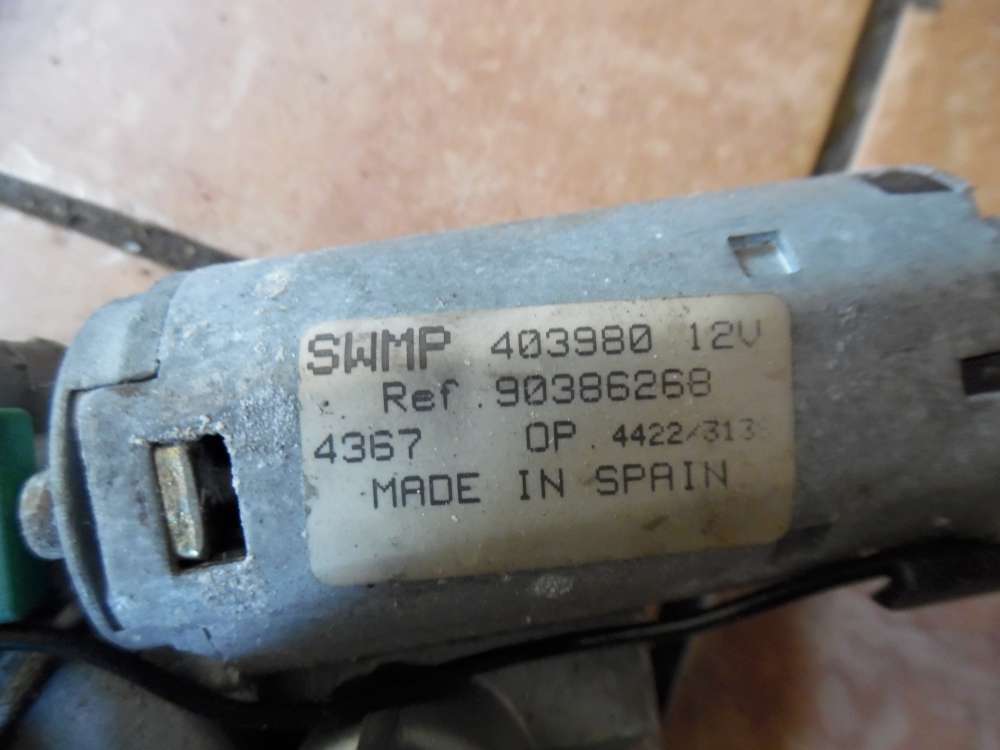 SWMP 403980 12V
Ref. 90386268
4367 OP. 4422/313
MADE IN SPAIN